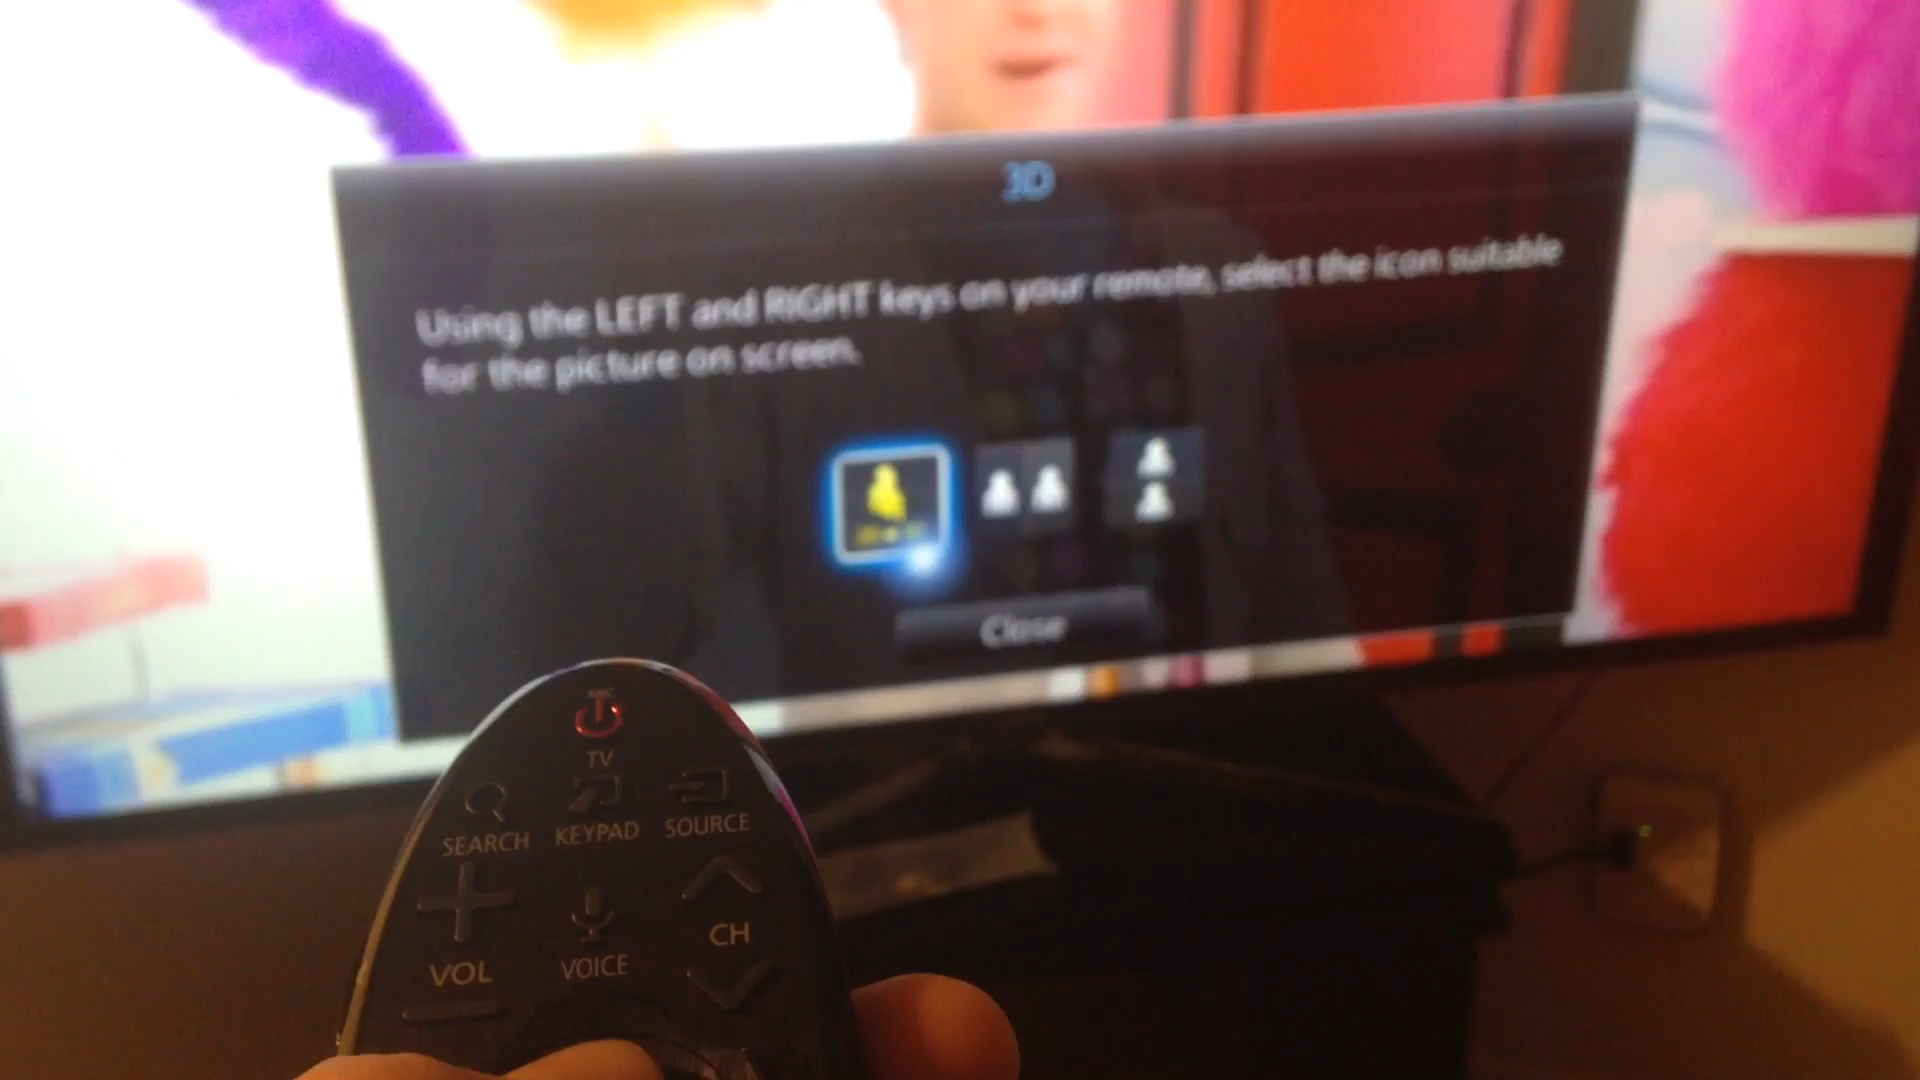 3D
Using the LEFT and RIGHT keys on your remote, select the icon suitable
for the picture on screen.
Close
MIC
TV
SEARCH KEYPAD SOURCE
VOL VOICE CH